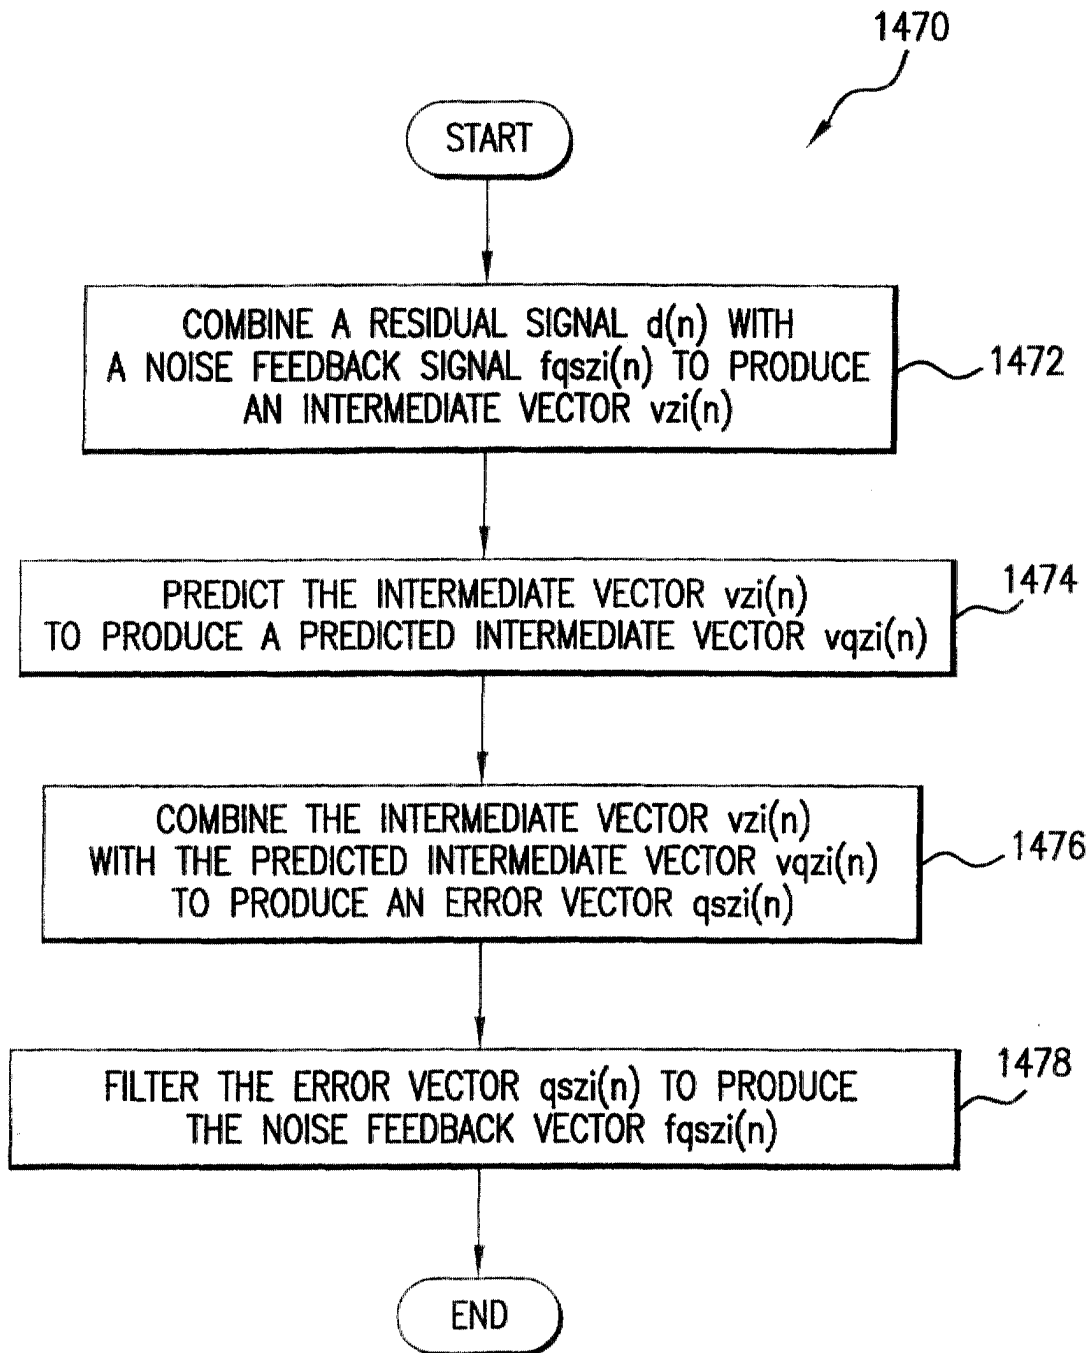 1470
START
COMBINE A RESIDUAL SIGNAL d(n) WITH
A NOISE FEEDBACK SIGNAL fqszi(n) TO PRODUCE
AN INTERMEDIATE VECTOR vzi(n)
1472
PREDICT THE INTERMEDIATE VECTOR vzi(n)
TO PRODUCE A PREDICTED INTERMEDIATE VECTOR vqzi(n)
1474
COMBINE THE INTERMEDIATE VECTOR vzi(n)
WITH THE PREDICTED INTERMEDIATE VECTOR vqzi(n)
TO PRODUCE AN ERROR VECTOR qszi(n)
1476
FILTER THE ERROR VECTOR qszi(n) TO PRODUCE
THE NOISE FEEDBACK VECTOR fqszi(n)
1478
END